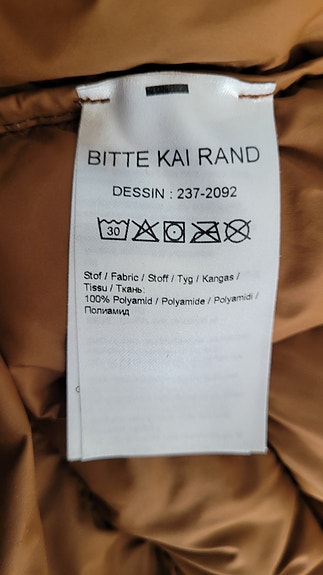 BITTE KAI RAND
DESSIN : 237-2092
30
Stof / Fabric / Stoff / Tyg / Kangas /
Tissu / Ткань:
100% Polyamid / Polyamide / Polyamidi /
Полиамид